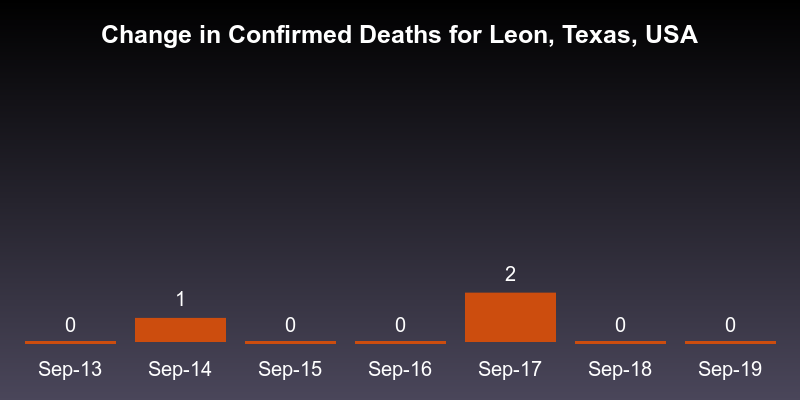 Change in Confirmed Deaths for Leon, Texas, USA
0 1 0 0 2 0 0
Sep-13 Sep-14 Sep-15 Sep-16 Sep-17 Sep-18 Sep-19